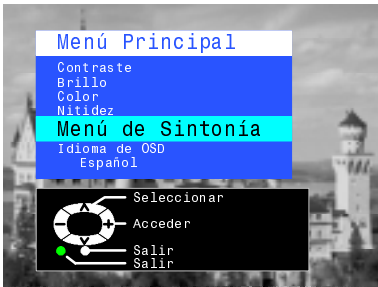 Menú Principal
Contraste
Brillo
Color
Nitidez
Menú de Sintonía
Idioma de OSD
Español
Seleccionar
Acceder
Salir
Salir